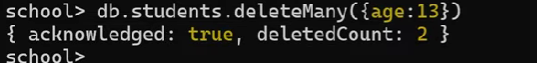 school> db.students.deleteMany({age:13})
{ acknowledged: true, deletedCount: 2 }
school>